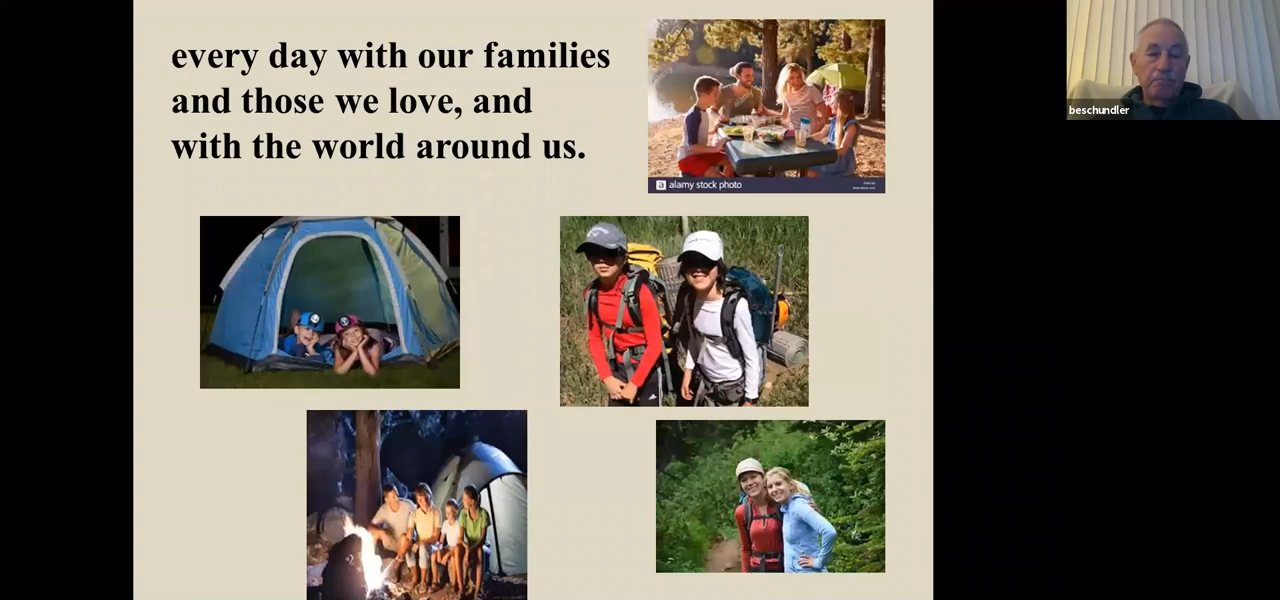 every day with our families
and those we love, and
with the world around us.
a alamy stock photo
beschundler